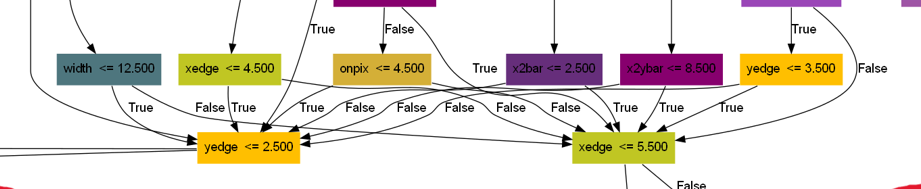 True
False
True
False
width <= 12.500
xedge <= 4.500
onpix <= 4.500
True
x2bar <= 2.500
x2ybar <= 8.500
yedge <= 3.500
True
False
True
True
False
False
False
False
False
True
True
True
yedge <= 2.500
xedge <= 5.500
False